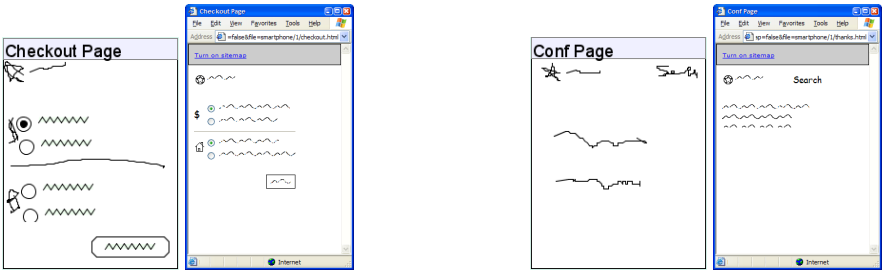 Checkout Page
Checkout Page
File Edit View Favorites Tools Help
Address =false&file=smartphone/1/checkout.html
Turn on sitemap
$
Internet
Conf Page
Search
Conf Page
File Edit View Favorites Tools Help
Address sp=false&file=smartphone/1/thanks.html
Turn on sitemap
Search
Internet